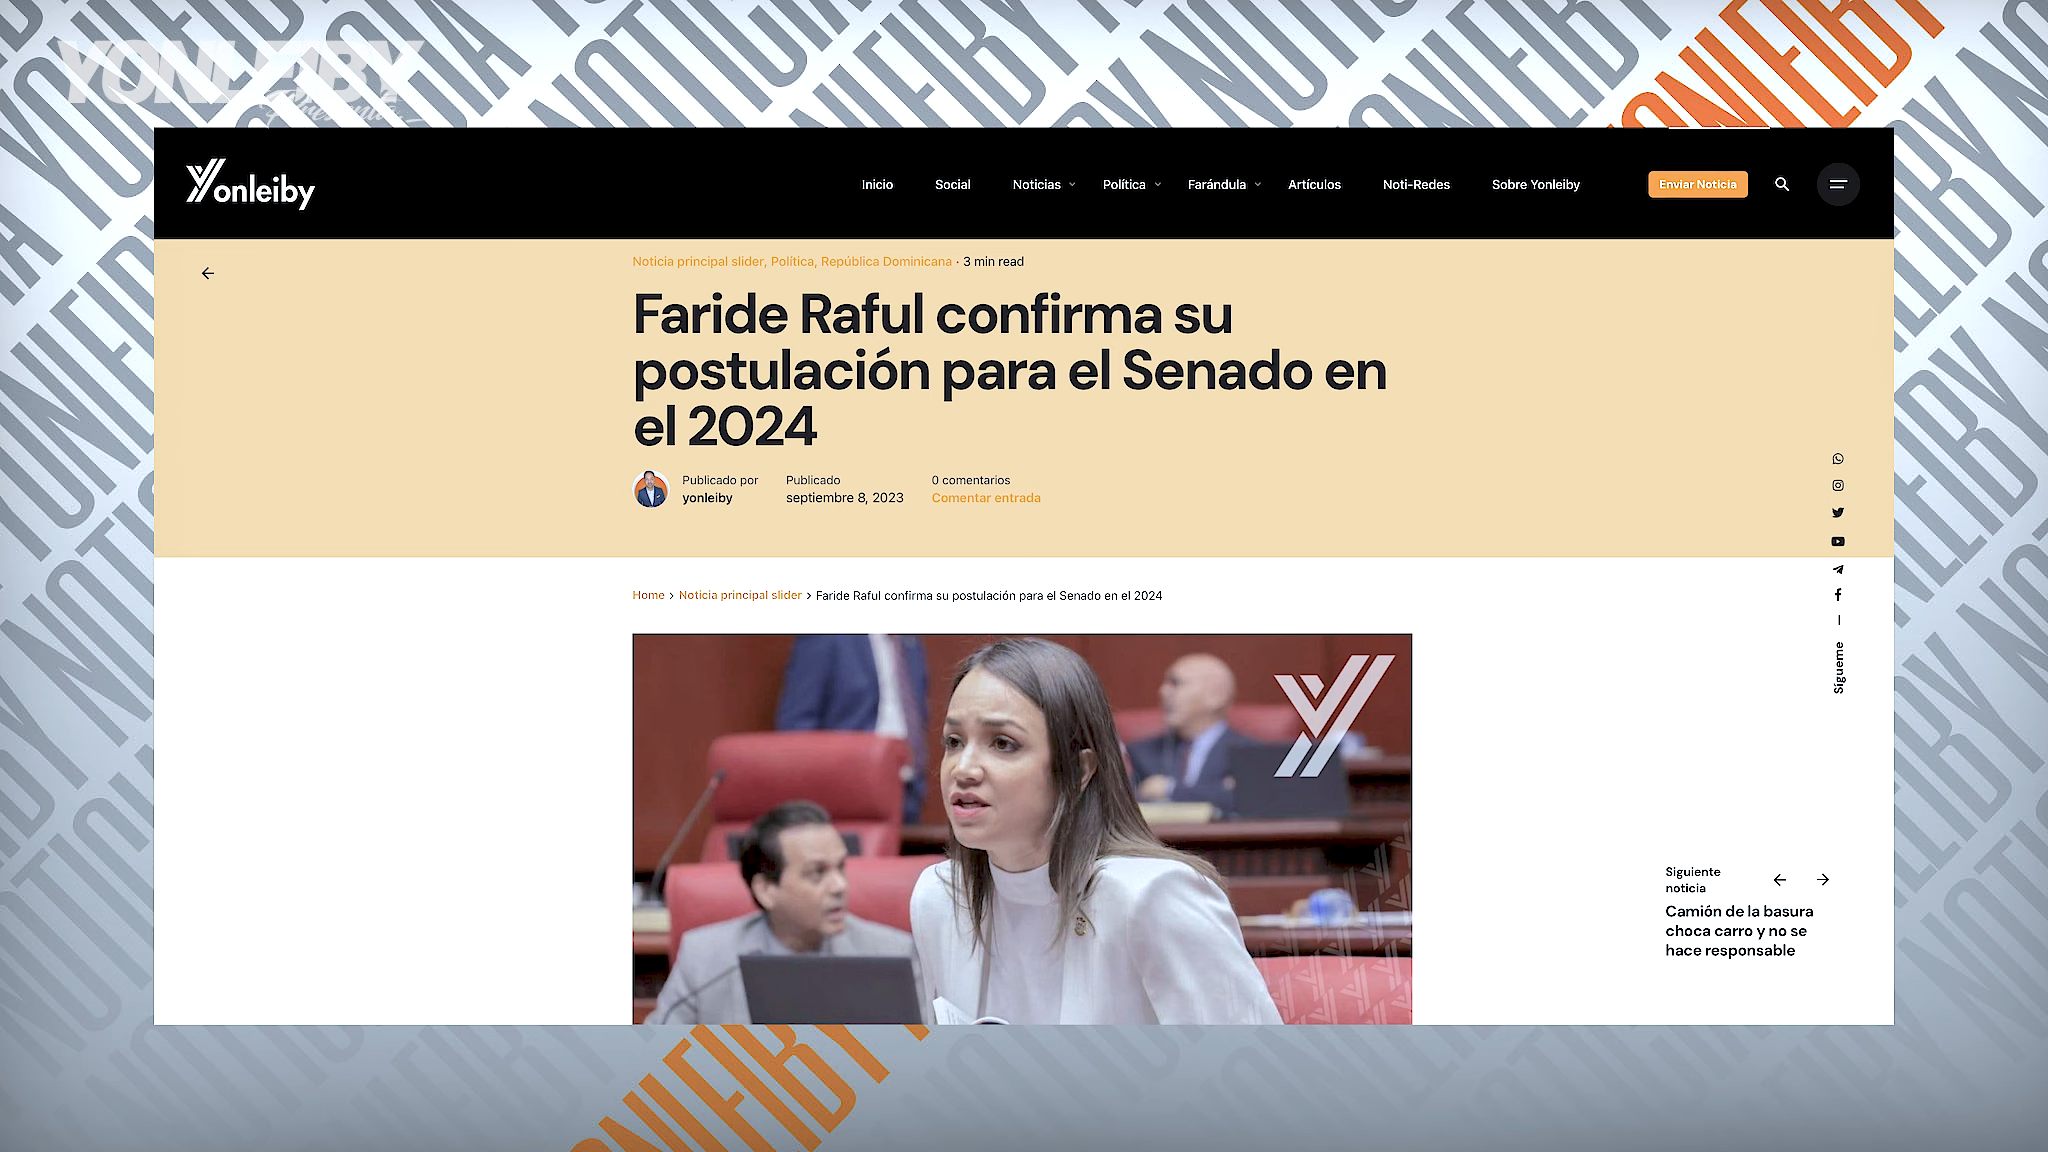 YONLEIBY
Presenta
Yonleiby
Inicio Social Noticias Política Farándula Artículos Noti-Redes Sobre Yonleiby Enviar Noticia
Noticia principal slider, Política, República Dominicana · 3 min read
Faride Raful confirma su
postulación para el Senado en
el 2024
Publicado por Publicado 0 comentarios
yonleiby septiembre 8, 2023 Comentar entrada
Home > Noticia principal slider > Faride Raful confirma su postulación para el Senado en el 2024
Sígueme
Siguiente
noticia
Camión de la basura
choca carro y no se
hace responsable